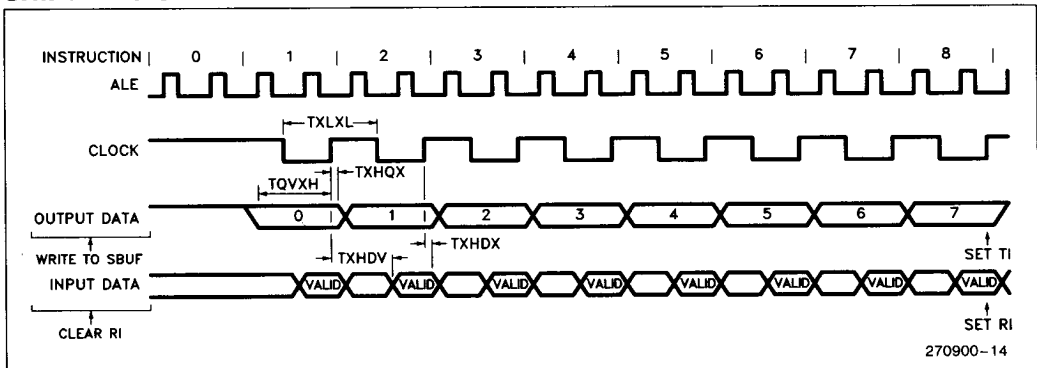 INSTRUCTION | 0 | 1 | 2 | 3 | 4 | 5 | 6 | 7 | 8 |
ALE
TXLXL
CLOCK
TXHQX
TQVXH
OUTPUT DATA 0 1 2 3 4 5 6 7
TXHDX
WRITE TO SBUF
TXHDV
SET TI
INPUT DATA VALID VALID VALID VALID VALID VALID VALID VALID
CLEAR RI
SET RI
270900-14